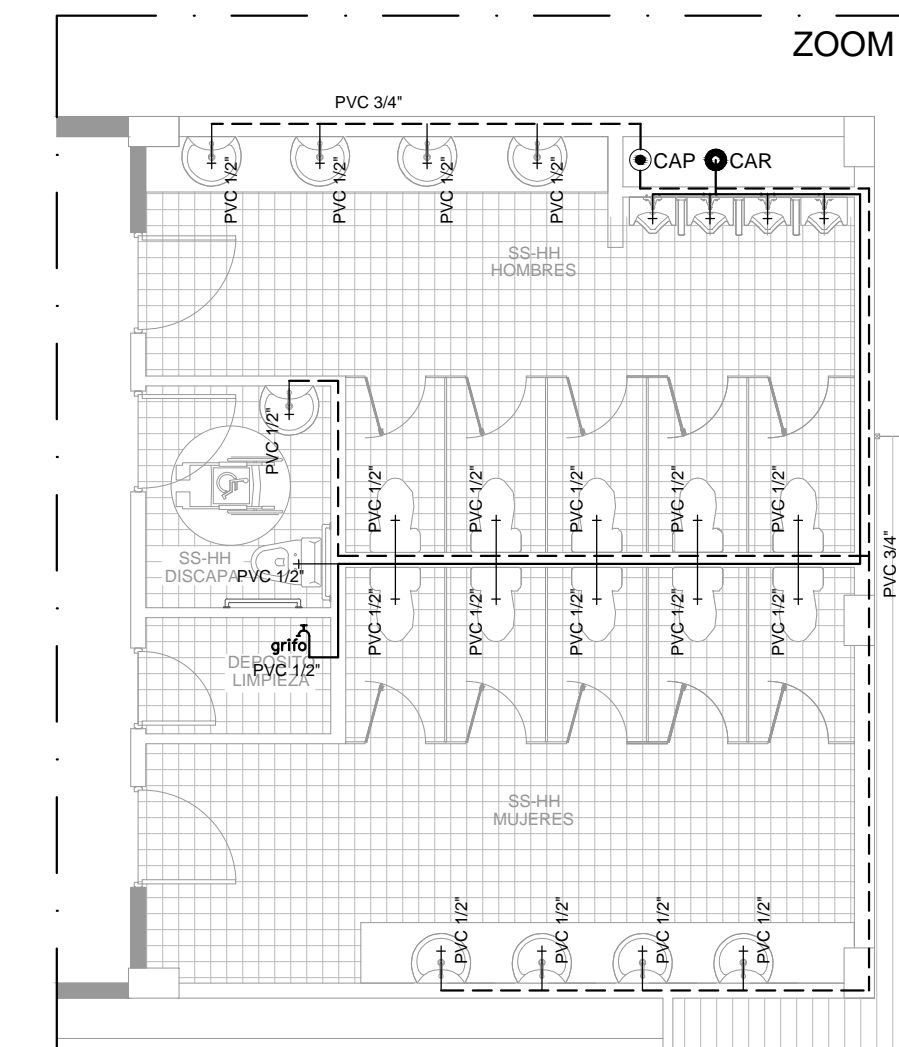 ZOOM
PVC 3/4"
CAP
CAR
PVC 1/2"
PVC 1/2"
PVC 1/2"
PVC 1/2"
SS-HH
HOMBRES
PVC 1/2"
PVC 1/2"
PVC 1/2"
PVC 1/2"
PVC 1/2"
PVC 1/2"
SS-HH
DISCAPA
PVC 1/2"
PVC 3/4"
PVC 1/2"
PVC 1/2"
PVC 1/2"
PVC 1/2"
PVC 1/2"
grifo
DEPOSITO
LIMPIEZA
PVC 1/2"
SS-HH
MUJERES
PVC 1/2"
PVC 1/2"
PVC 1/2"
PVC 1/2"